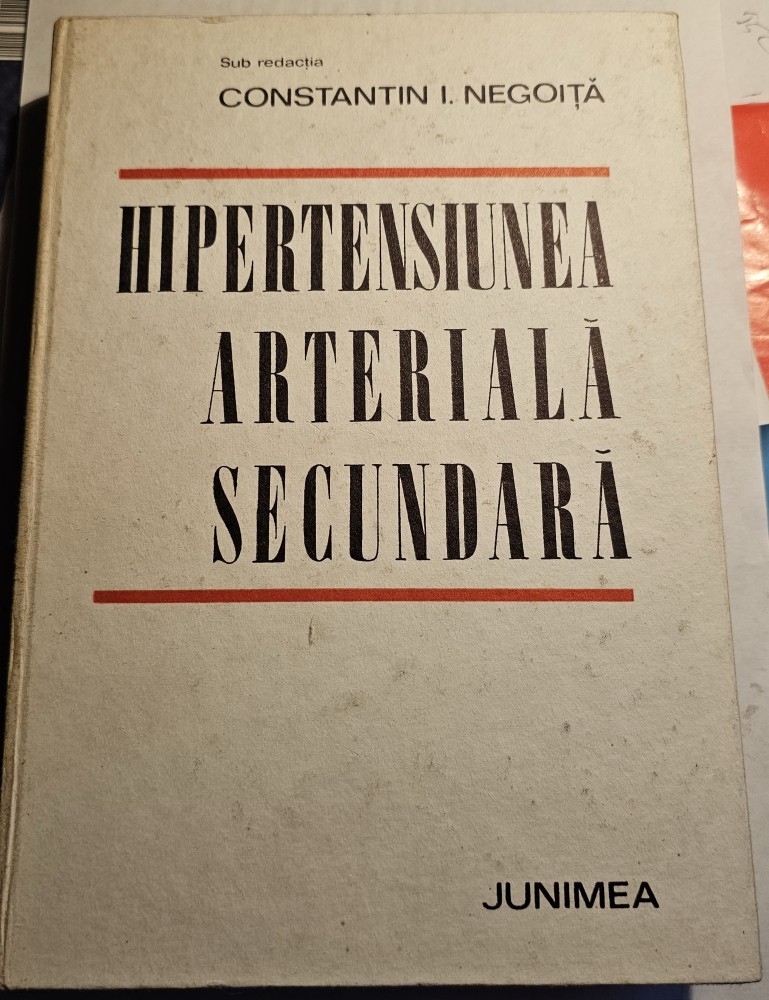 Sub redacția
CONSTANTIN I. NEGOIȚĂ
HIPERTENSIUNEA
ARTERIALĂ
SECUNDARĂ
JUNIMEA